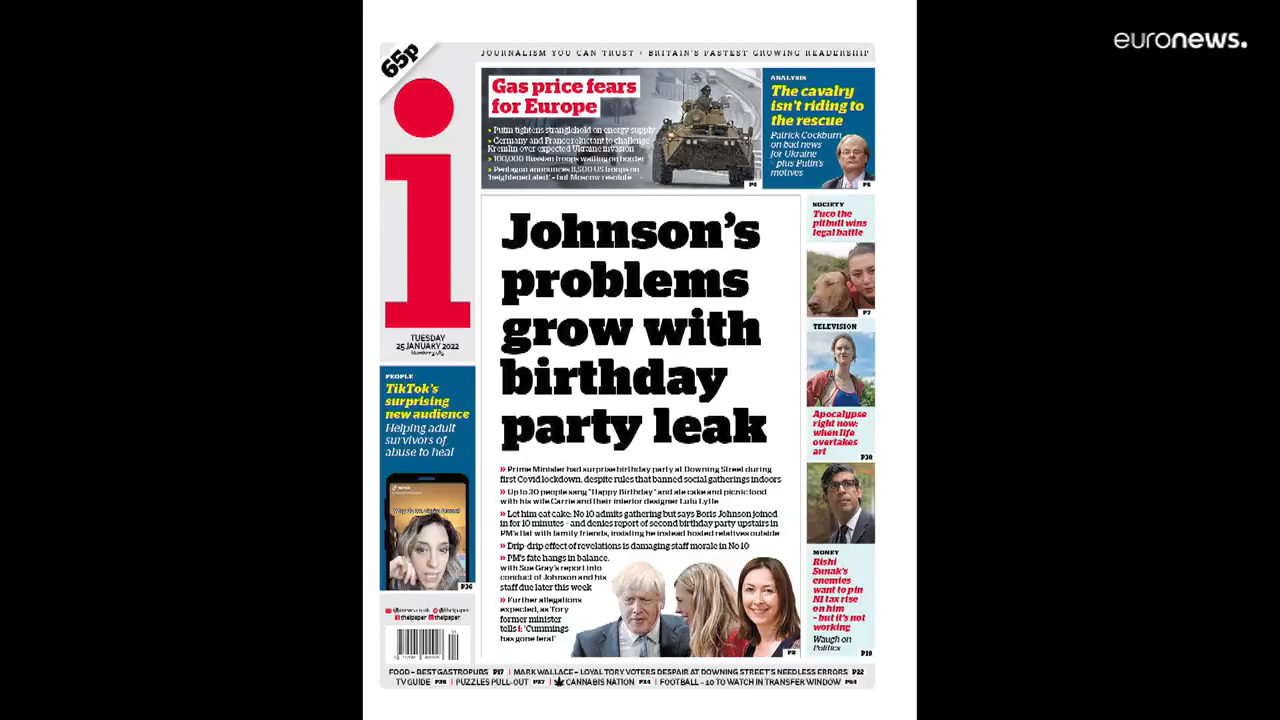 euronews.
65p
JOURNALISM YOU CAN TRUST • BRITAIN'S FASTEST GROWING READERSHIP
i
TUESDAY
25 JANUARY 2022
Gas price fears
for Europe
• Putin tightens stranglehold on energy supply
• Germany and France reluctant to challenge
Kremlin over expected Ukraine invasion
• 100,000 Russian troops waiting on border
• Pentagon announces 8,500 US troops on
'heightened alert' – but Moscow resolute
P4
ANALYSIS
The cavalry
isn't riding to
the rescue
Patrick Cockburn
on bad news
for Ukraine
– plus Putin's
motives
Johnson's
problems
grow with
birthday
party leak
» Prime Minister had surprise birthday party at Downing Street during
first Covid lockdown, despite rules that banned social gatherings indoors
» Up to 30 people sang "Happy Birthday" and ate cake and picnic food
with his wife Carrie and their interior designer Lulu Lytle
» Let him eat cake: No 10 admits gathering but says Boris Johnson joined
in for 10 minutes – and denies report of second birthday party upstairs in
PM's flat with family friends, insisting he instead hosted relatives outside
» Drip-drip effect of revelations is damaging staff morale in No 10
» PM's fate hangs in balance,
with Sue Gray's report into
conduct of Johnson and his
staff due later this week
» Further allegations
expected, as Tory
former minister
tells i: 'Cummings
has gone feral'
SOCIETY
Tuco the
pitbull wins
legal battle
P7
TELEVISION
Apocalypse
right now:
when life
overtakes
art
P30
MONEY
Rishi
Sunak's
enemies
want to pin
NI tax rise
on him
– but it's not
working
Waugh on
Politics
P19
PEOPLE
TikTok's
surprising
new audience
Helping adult
survivors of
abuse to heal
P36
inews.co.uk @theipaper
theipaper theipaper
FOOD – BEST GASTROPUBS P17 | MARK WALLACE – LOYAL TORY VOTERS DESPAIR AT DOWNING STREET'S NEEDLESS ERRORS P22
TV GUIDE | PUZZLES PULL-OUT | CANNABIS NATION | FOOTBALL – 10 TO WATCH IN TRANSFER WINDOW